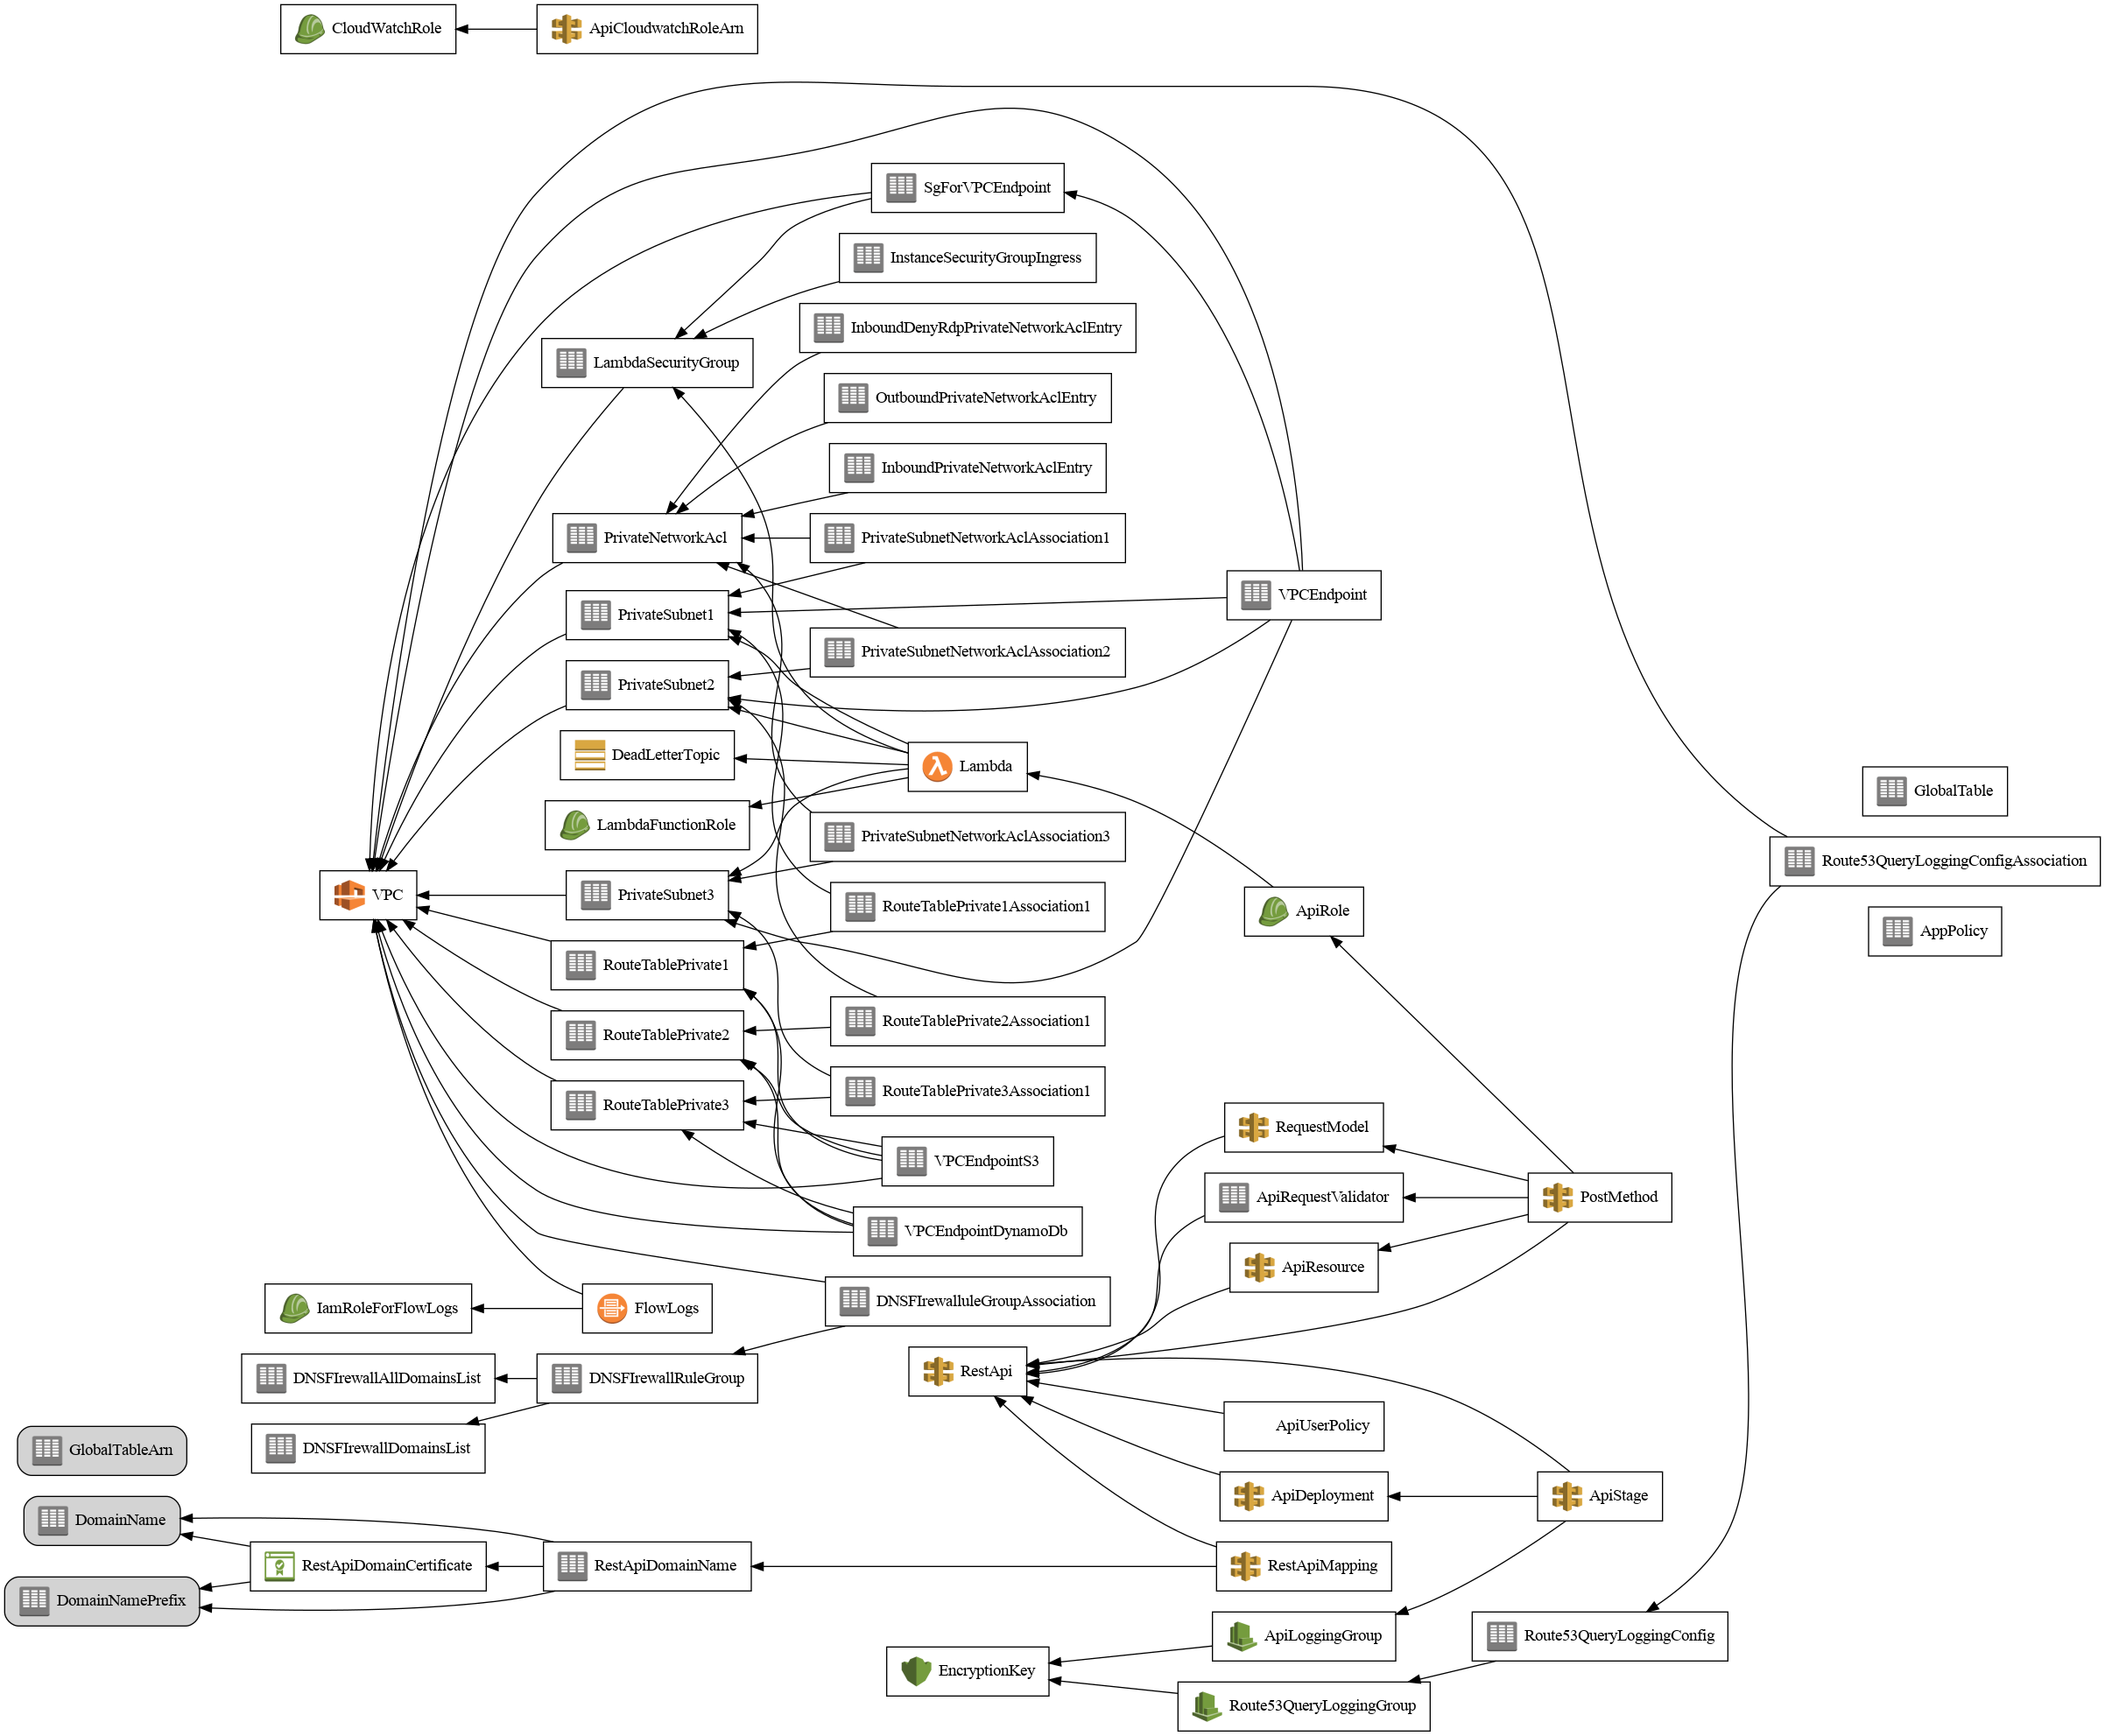 CloudWatchRole
ApiCloudwatchRoleArn
SgForVPCEndpoint
InstanceSecurityGroupIngress
InboundDenyRdpPrivateNetworkAclEntry
LambdaSecurityGroup
OutboundPrivateNetworkAclEntry
InboundPrivateNetworkAclEntry
PrivateNetworkAcl
PrivateSubnetNetworkAclAssociation1
VPCEndpoint
PrivateSubnet1
PrivateSubnetNetworkAclAssociation2
PrivateSubnet2
DeadLetterTopic
Lambda
GlobalTable
LambdaFunctionRole
PrivateSubnetNetworkAclAssociation3
Route53QueryLoggingConfigAssociation
VPC
PrivateSubnet3
RouteTablePrivate1Association1
ApiRole
AppPolicy
RouteTablePrivate1
RouteTablePrivate2
RouteTablePrivate2Association1
RouteTablePrivate3
RouteTablePrivate3Association1
RequestModel
VPCEndpointS3
ApiRequestValidator
PostMethod
VPCEndpointDynamoDb
ApiResource
DNSFIrewalluleGroupAssociation
IamRoleForFlowLogs
FlowLogs
DNSFIrewallAllDomainsList
DNSFIrewallRuleGroup
RestApi
ApiUserPolicy
DNSFIrewallDomainsList
GlobalTableArn
ApiDeployment
ApiStage
DomainName
RestApiDomainCertificate
RestApiDomainName
RestApiMapping
DomainNamePrefix
ApiLoggingGroup
Route53QueryLoggingConfig
EncryptionKey
Route53QueryLoggingGroup